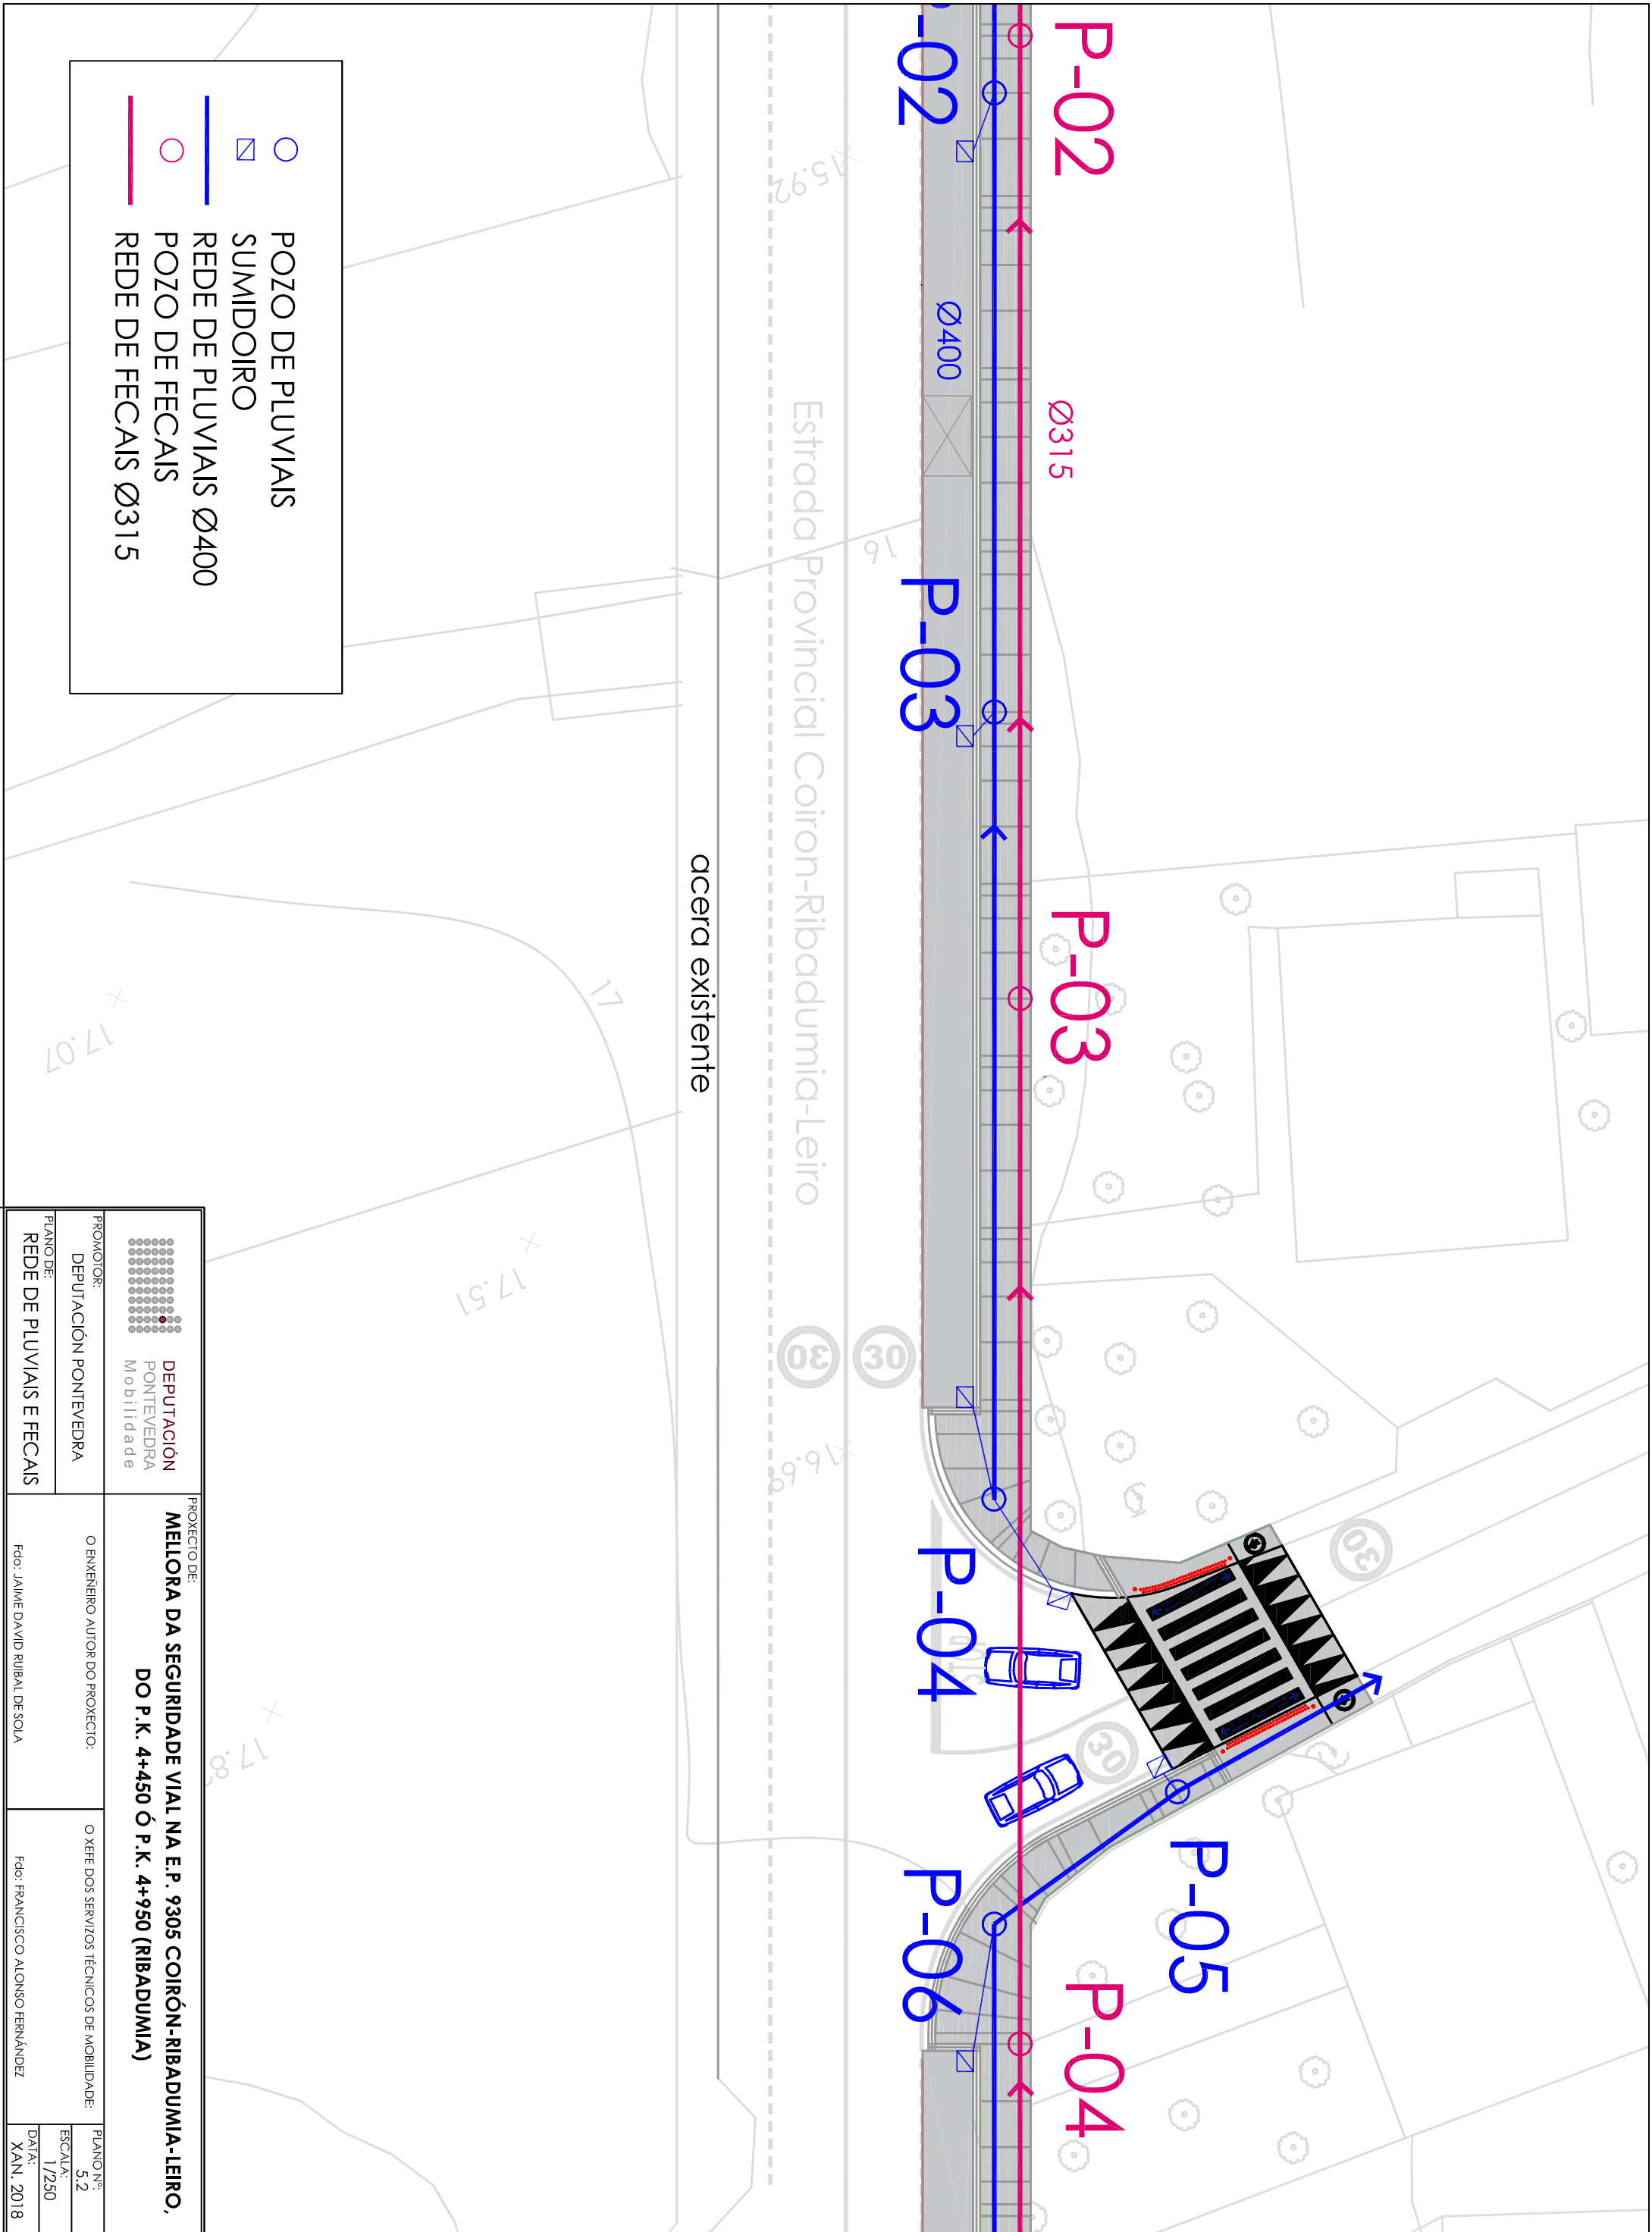 P-02
P-02
Ø400
Ø315
15.92
16
P-03
P-03
Estrada Provincial Coiron-Ribadumia-Leiro
acera existente
17
17.07
17.51
30
30
16.69
30
30
P-04
P-05
P-06
P-04
POZO DE PLUVIAIS
SUMIDOIRO
REDE DE PLUVIAIS Ø400
POZO DE FECAIS
REDE DE FECAIS Ø315
DEPUTACIÓN
PONTEVEDRA
Mobilidade
PROMOTOR:
DEPUTACIÓN PONTEVEDRA
PLANO DE:
REDE DE PLUVIAIS E FECAIS
PROXECTO DE:
MELLORA DA SEGURIDADE VIAL NA E.P. 9305 COIRÓN-RIBADUMIA-LEIRO,
DO P.K. 4+450 Ó P.K. 4+950 (RIBADUMIA)
O ENXEÑEIRO AUTOR DO PROXECTO:
Fdo: JAIME DAVID RUIBAL DE SOLA
O XEFE DOS SERVIZOS TÉCNICOS DE MOBILIDADE:
Fdo: FRANCISCO ALONSO FERNÁNDEZ
PLANO Nº:
5.2
ESCALA:
1/250
DATA:
XAN. 2018